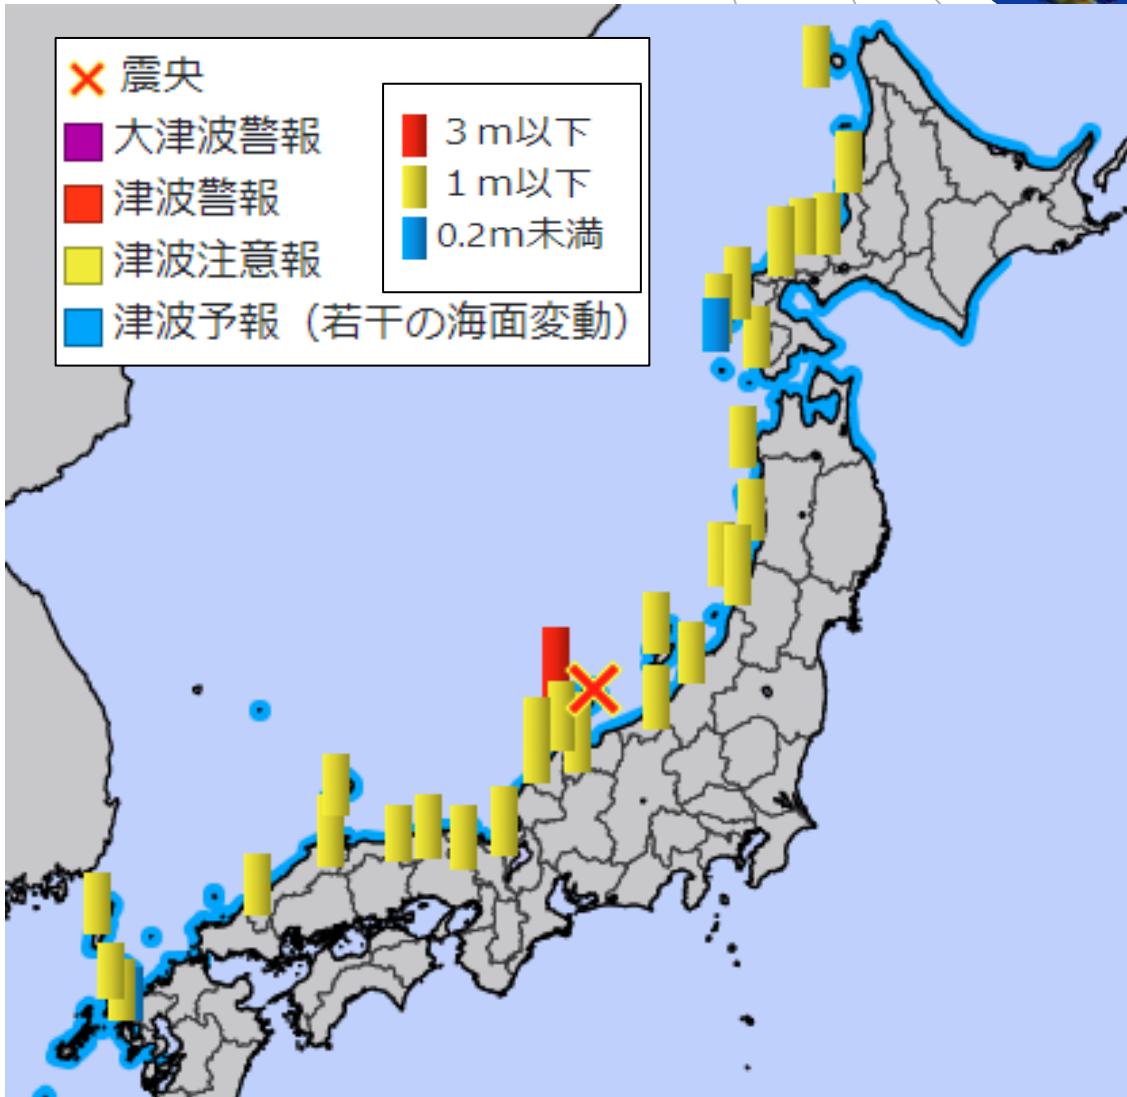 震央
大津波警報
津波警報
津波注意報
津波予報（若干の海面変動）
３ｍ以下
１ｍ以下
0.2m未満